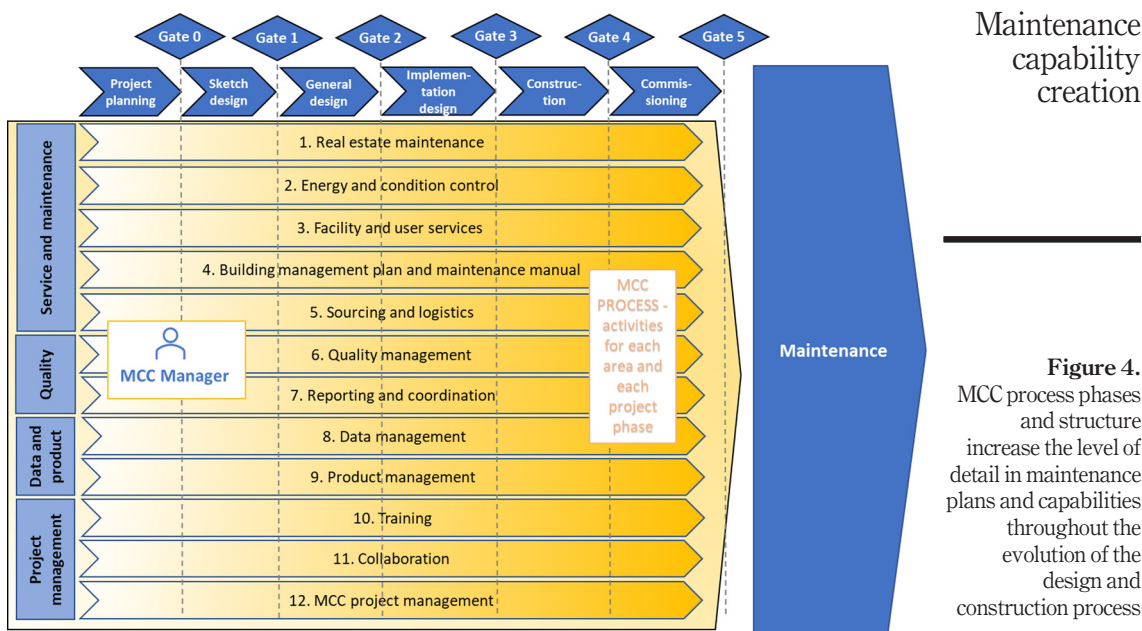 Gate 0
Gate 1
Gate 2
Gate 3
Gate 4
Gate 5
Project
planning
Sketch
design
General
design
Implemen-
tation
design
Construc-
tion
Commis-
sioning
Service and maintenance
1. Real estate maintenance
2. Energy and condition control
3. Facility and user services
4. Building management plan and maintenance manual
5. Sourcing and logistics
Quality
6. Quality management
7. Reporting and coordination
Data and
product
8. Data management
9. Product management
Project
management
10. Training
11. Collaboration
12. MCC project management
MCC Manager
MCC
PROCESS -
activities
for each
area and
each
project
phase
Maintenance
Maintenance
capability
creation
Figure 4.
MCC process phases
and structure
increase the level of
detail in maintenance
plans and capabilities
throughout the
evolution of the
design and
construction process